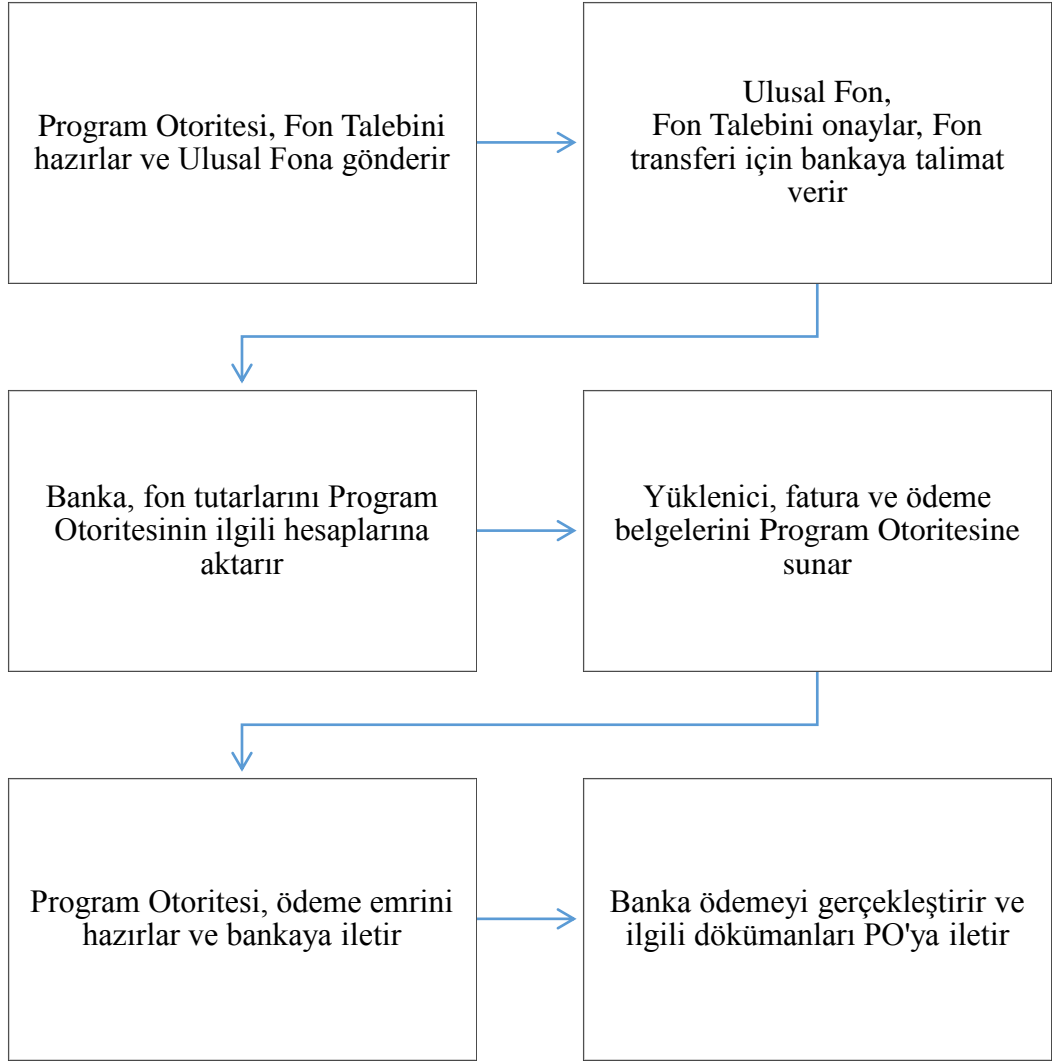 Program Otoritesi, Fon Talebini
hazırlar ve Ulusal Fona gönderir
Ulusal Fon,
Fon Talebini onaylar, Fon
transferi için bankaya talimat
verir
Banka, fon tutarlarını Program
Otoritesinin ilgili hesaplarına
aktarır
Yüklenici, fatura ve ödeme
belgelerini Program Otoritesine
sunar
Program Otoritesi, ödeme emrini
hazırlar ve bankaya iletir
Banka ödemeyi gerçekleştirir ve
ilgili dökümanları PO'ya iletir